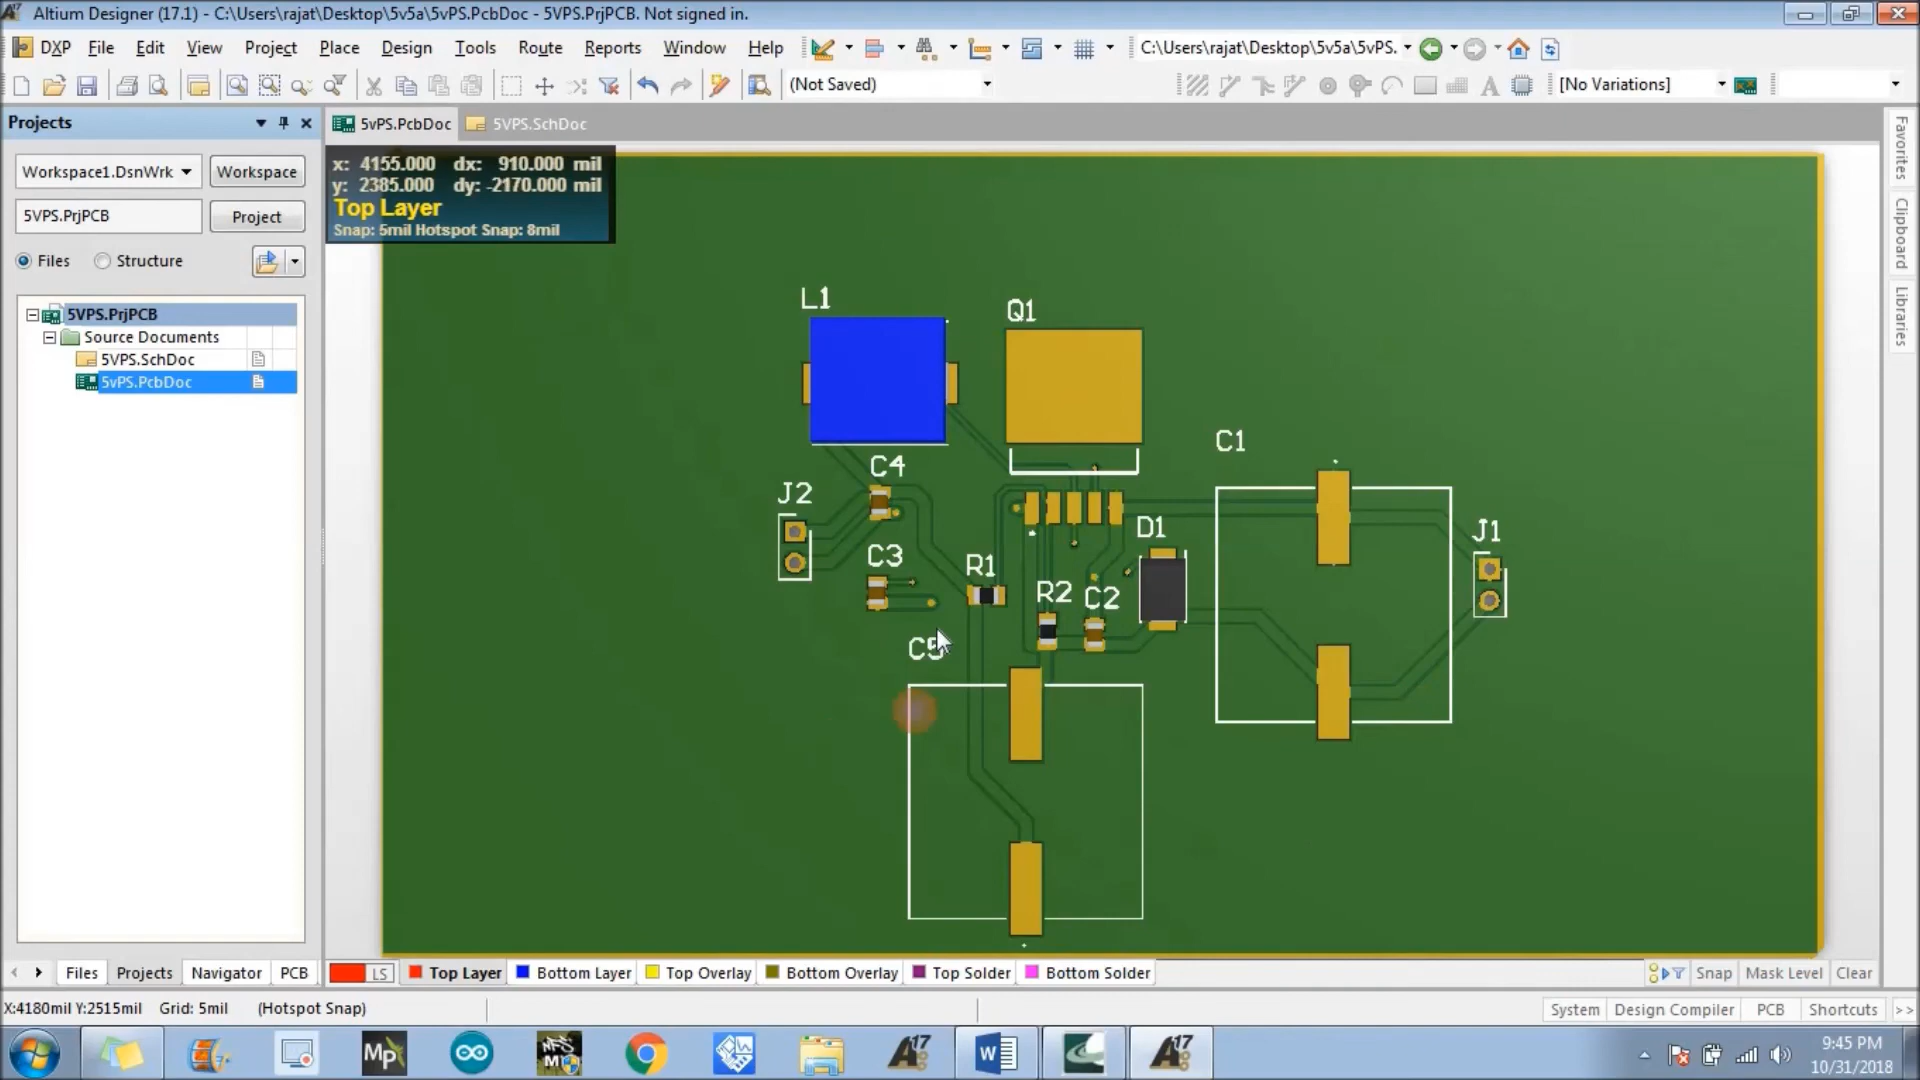 Altium Designer (17.1) - C:\Users\rajat\Desktop\5v5a\5vPS.PcbDoc - 5VPS.PrjPCB. Not signed in.
DXP File Edit View Project Place Design Tools Route Reports Window Help C:\Users\rajat\Desktop\5v5a\5vPS.
(Not Saved) [No Variations]
Projects
5vPS.PcbDoc 5VPS.SchDoc
Workspace1.DsnWrk Workspace
5VPS.PrjPCB Project
Files Structure
5VPS.PrjPCB
Source Documents
5VPS.SchDoc
5vPS.PcbDoc
x: 4155.000 dx: 910.000 mil
y: 2385.000 dy: -2170.000 mil
Top Layer
Snap: 5mil Hotspot Snap: 8mil
L1
Q1
C1
C4
J2
D1
J1
C3
R1
R2
C2
C5
Favorites
Clipboard
Libraries
Files Projects Navigator PCB
LS Top Layer Bottom Layer Top Overlay Bottom Overlay Top Solder Bottom Solder Snap Mask Level Clear
X:4180mil Y:2515mil Grid: 5mil (Hotspot Snap) System Design Compiler PCB Shortcuts >>
Mp
NFS
M
W
17
17
9:45 PM
10/31/2018